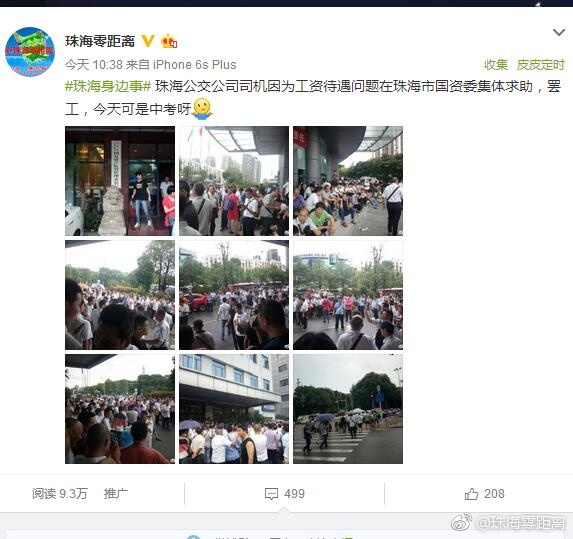 珠海零距离
今天 10:38 来自 iPhone 6s Plus
收集 皮皮定时
#珠海身边事# 珠海公交公司司机因为工资待遇问题在珠海市国资委集体求助，罢
工，今天可是中考呀
阅读 9.3万 推广 499 208
@珠海零距离